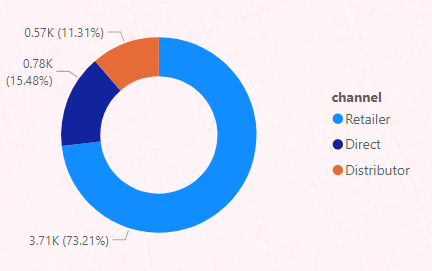 0.57K (11.31%)
0.78K
(15.48%)
3.71K (73.21%)
channel
Retailer
Direct
Distributor